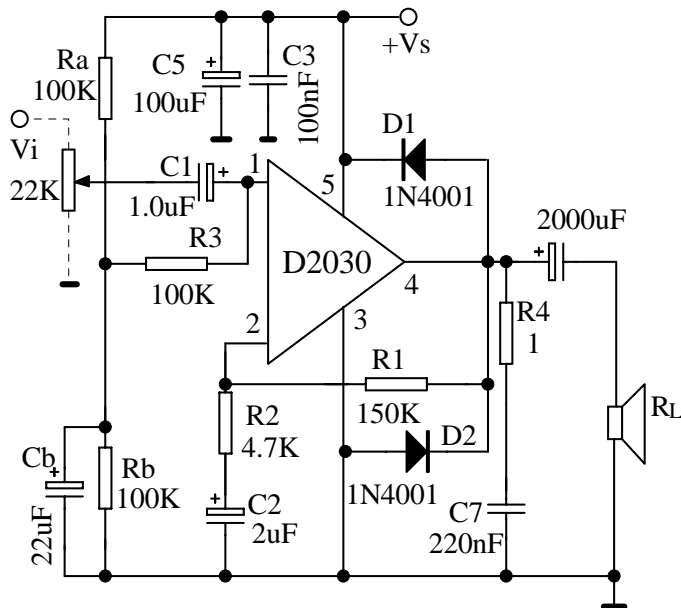 +Vs
Ra
100K
C5
+
100uF
C3
100nF
Vi
22K
C1
+
1.0uF
1
5
D1
1N4001
2000uF
+
R3
100K
D2030
4
2
3
R4
1
R1
150K
R2
4.7K
D2
1N4001
RL
Cb
+
22uF
Rb
100K
C2
+
2uF
C7
220nF